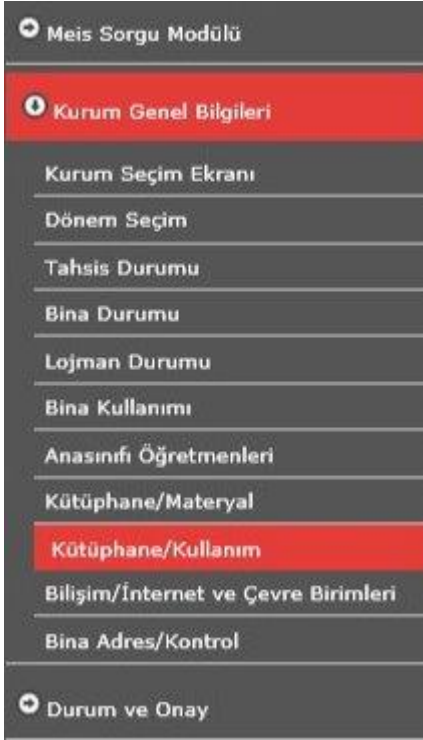 Meis Sorgu Modülü
Kurum Genel Bilgileri
Kurum Seçim Ekranı
Dönem Seçim
Tahsis Durumu
Bina Durumu
Lojman Durumu
Bina Kullanımı
Anasınıfı Öğretmenleri
Kütüphane/Materyal
Kütüphane/Kullanım
Bilişim/İnternet ve Çevre Birimleri
Bina Adres/Kontrol
Durum ve Onay